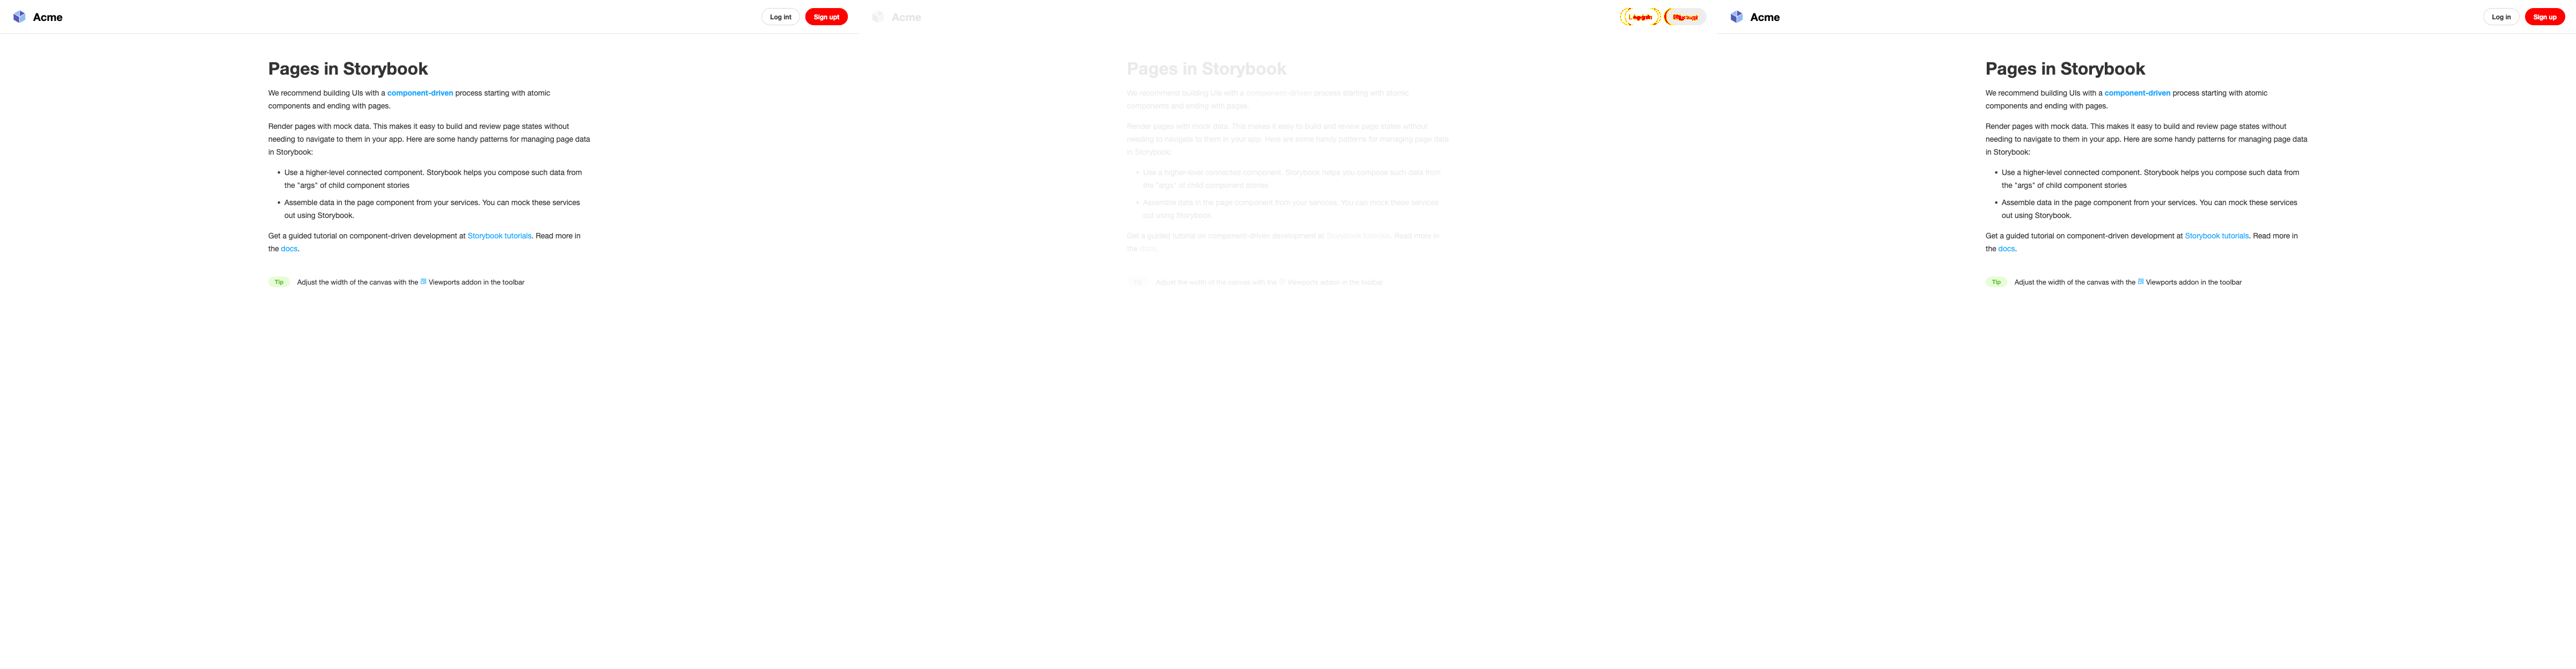 Acme
Log int
Sign upt
Pages in Storybook
We recommend building UIs with a component-driven process starting with atomic
components and ending with pages.
Render pages with mock data. This makes it easy to build and review page states without
needing to navigate to them in your app. Here are some handy patterns for managing page data
in Storybook:
• Use a higher-level connected component. Storybook helps you compose such data from
the "args" of child component stories
• Assemble data in the page component from your services. You can mock these services
out using Storybook.
Get a guided tutorial on component-driven development at Storybook tutorials. Read more in
the docs.
Tip Adjust the width of the canvas with the Viewports addon in the toolbar
Acme
Pages in Storybook
We recommend building UIs with a component-driven process starting with atomic
components and ending with pages.
Render pages with mock data. This makes it easy to build and review page states without
needing to navigate to them in your app. Here are some handy patterns for managing page data
in Storybook:
• Use a higher-level connected component. Storybook helps you compose such data from
the "args" of child component stories
• Assemble data in the page component from your services. You can mock these services
out using Storybook.
Get a guided tutorial on component-driven development at Storybook tutorials. Read more in
the docs.
Tip Adjust the width of the canvas with the Viewports addon in the toolbar
Acme
Log in
Sign up
Pages in Storybook
We recommend building UIs with a component-driven process starting with atomic
components and ending with pages.
Render pages with mock data. This makes it easy to build and review page states without
needing to navigate to them in your app. Here are some handy patterns for managing page data
in Storybook:
• Use a higher-level connected component. Storybook helps you compose such data from
the "args" of child component stories
• Assemble data in the page component from your services. You can mock these services
out using Storybook.
Get a guided tutorial on component-driven development at Storybook tutorials. Read more in
the docs.
Tip Adjust the width of the canvas with the Viewports addon in the toolbar